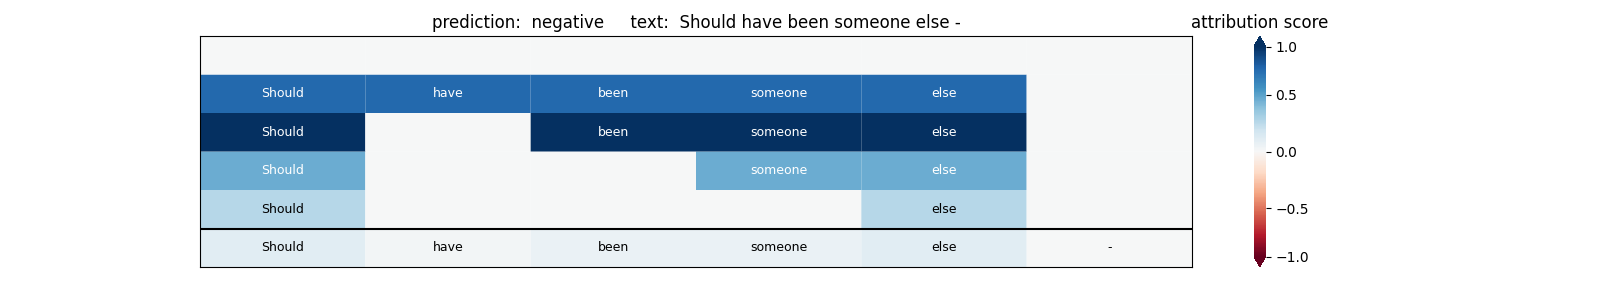 prediction:  negative     text:  Should have been someone else -
attribution score
Should have been someone else
Should been someone else
Should someone else
Should else
Should have been someone else -
1.0
0.5
0.0
−0.5
−1.0